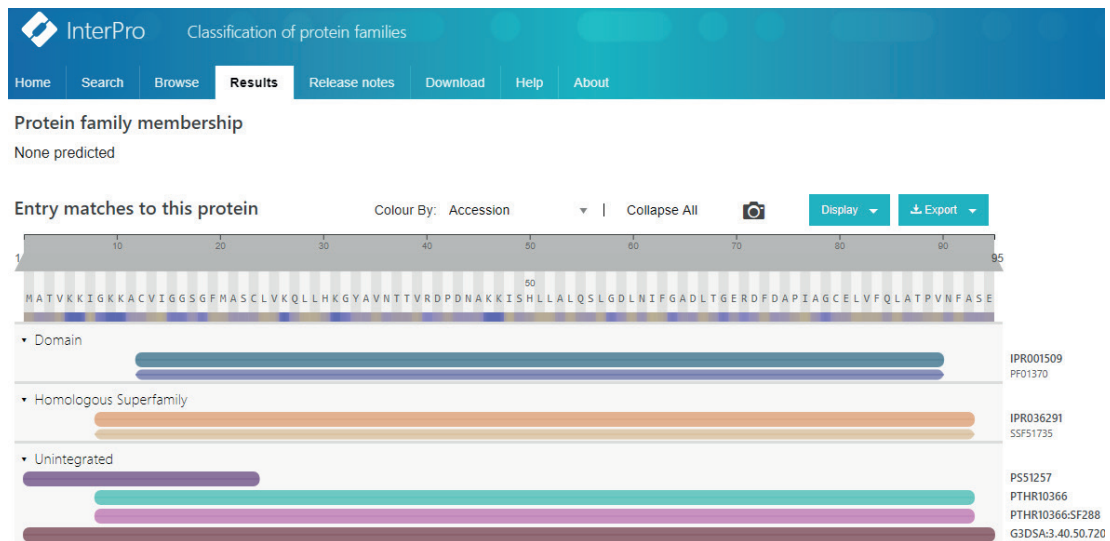 InterPro Classification of protein families
Home Search Browse Results Release notes Download Help About
Protein family membership
None predicted
Entry matches to this protein Colour By: Accession | Collapse All Display Export
10 20 30 40 50 60 70 80 90
1 95
50
MATVKKIGKKACVIGGSGFMASCLVKQLLHKGYAVNTTVRDPDNAKKISHLLALQSLGDLNIFGADLTGERDFDAPIAGCELVFQLATPVNFASE
Domain
IPR001509
PF01370
Homologous Superfamily
IPR036291
SSF51735
Unintegrated
PS51257
PTHR10366
PTHR10366:SF288
G3DSA:3.40.50.720